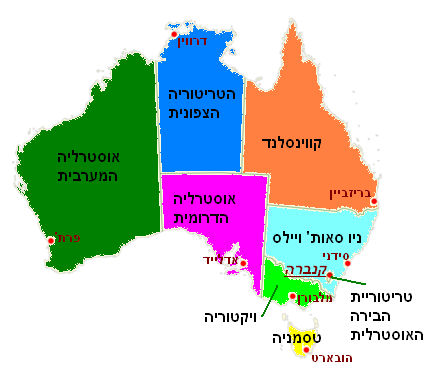 דרווין
הטריטוריה
הצפונית
קווינסלנד
אוסטרליה
המערבית
אוסטרליה
הדרומית
בריזביין
פרת'
ניו סאות' ויילס
סידני
אדלייד
קנברה
טריטוריית
הבירה
האוסטרלית
מלבורן
ויקטוריה
טסמניה
הובארט